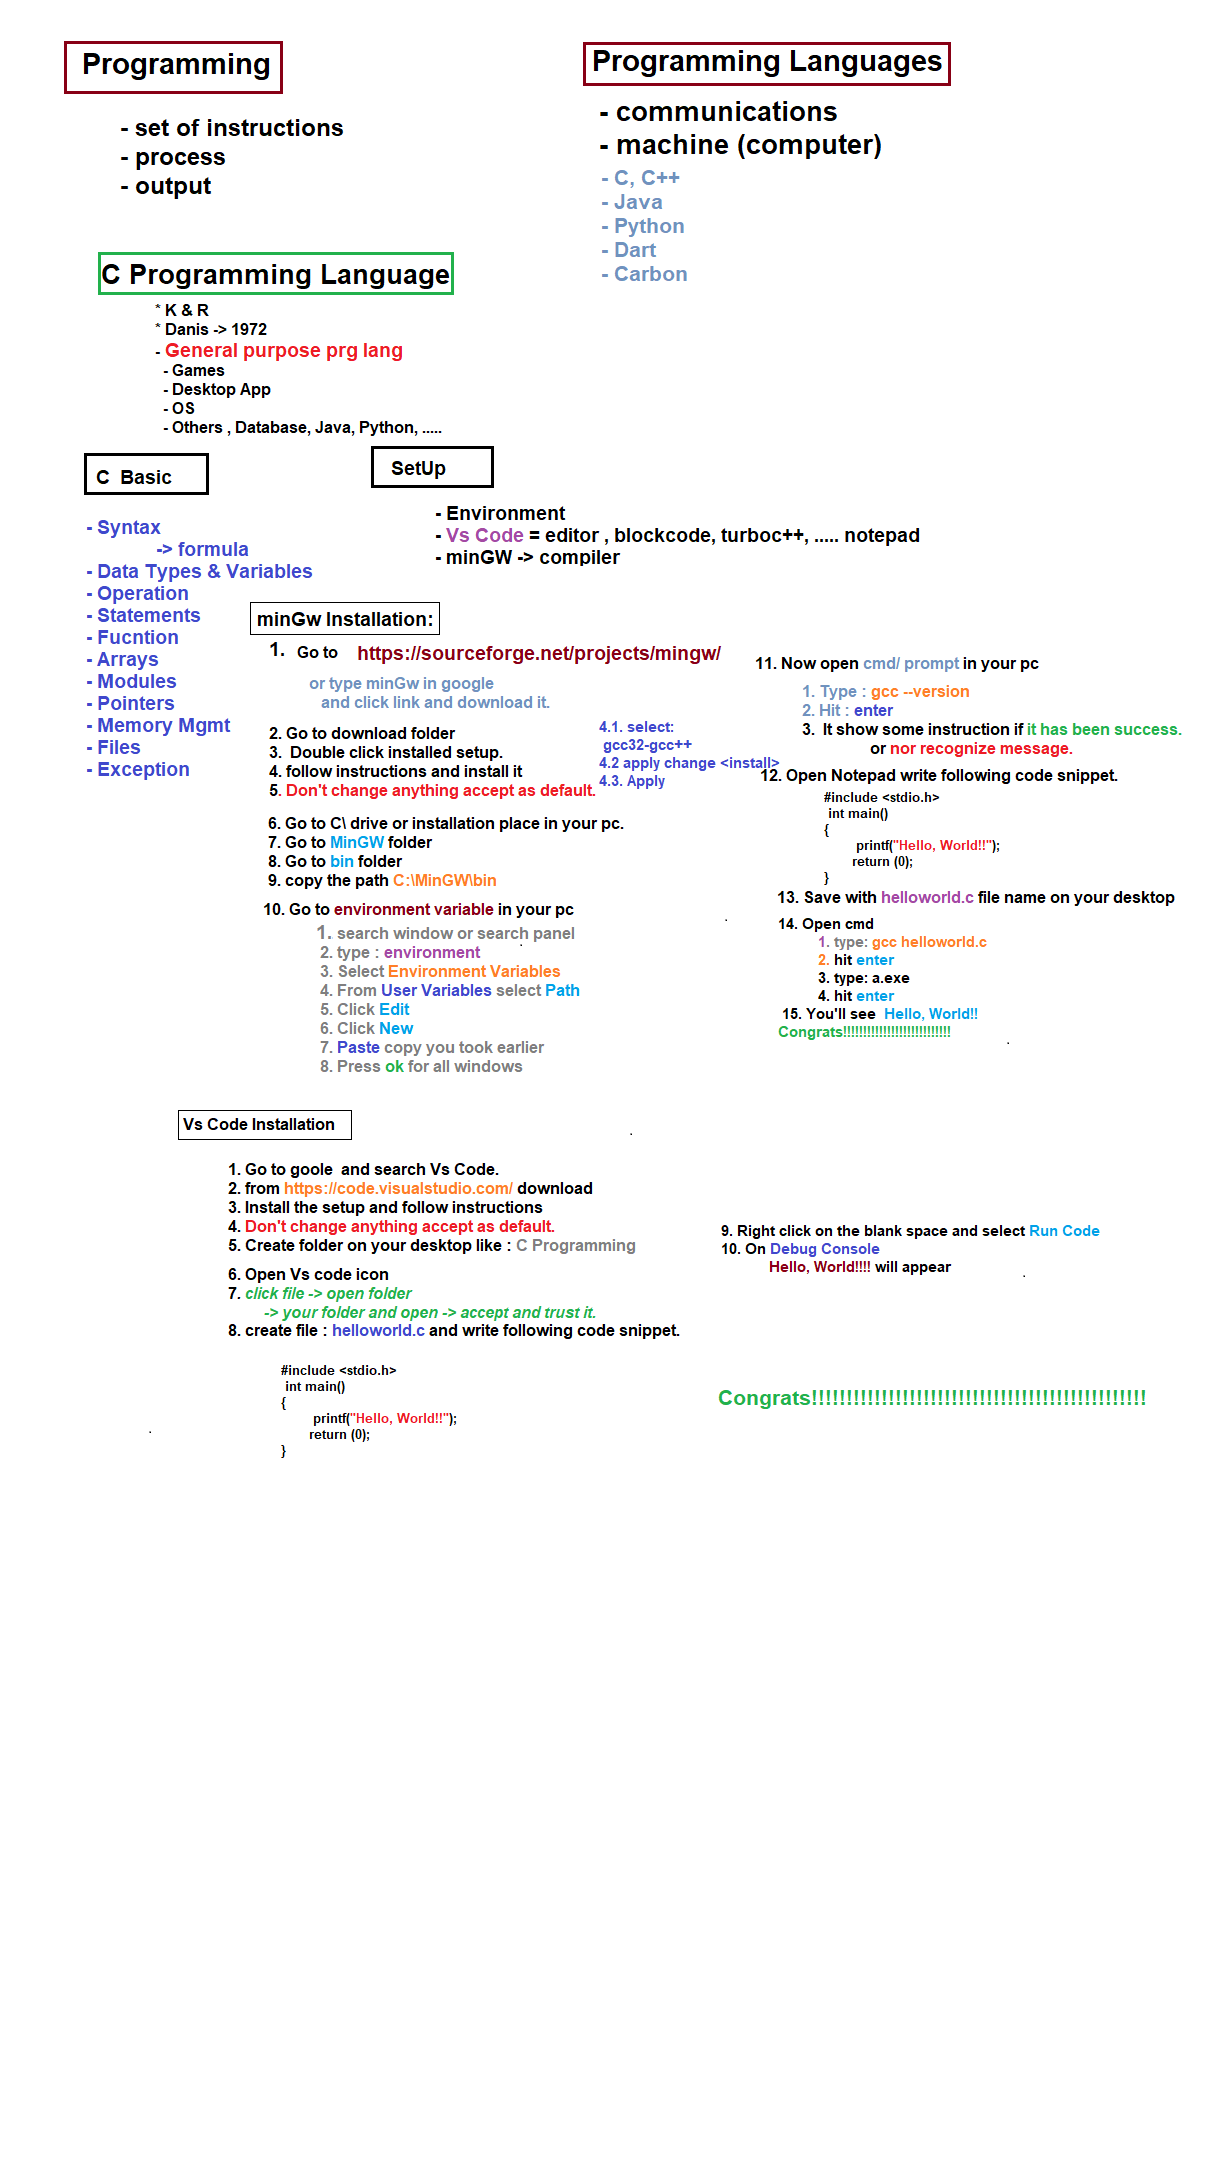 Programming
- set of instructions
- process
- output
Programming Languages
- communications
- machine (computer)
- C, C++
- Java
- Python
- Dart
- Carbon
C Programming Language
* K & R
* Danis -> 1972
- General purpose prg lang
- Games
- Desktop App
- OS
- Others , Database, Java, Python, .....
C Basic
- Syntax
-> formula
- Data Types & Variables
- Operation
- Statements
- Fucntion
- Arrays
- Modules
- Pointers
- Memory Mgmt
- Files
- Exception
SetUp
- Environment
- Vs Code = editor , blockcode, turboc++, ..... notepad
- minGW -> compiler
minGw Installation:
1. Go to https://sourceforge.net/projects/mingw/
or type minGw in google
and click link and download it.
2. Go to download folder
3. Double click installed setup.
4. follow instructions and install it
5. Don't change anything accept as default.
4.1. select:
gcc32-gcc++
4.2 apply change <install>
4.3. Apply
6. Go to C\ drive or installation place in your pc.
7. Go to MinGW folder
8. Go to bin folder
9. copy the path C:\MinGW\bin
10. Go to environment variable in your pc
1. search window or search panel
2. type : environment
3. Select Environment Variables
4. From User Variables select Path
5. Click Edit
6. Click New
7. Paste copy you took earlier
8. Press ok for all windows
11. Now open cmd/ prompt in your pc
1. Type : gcc --version
2. Hit : enter
3. It show some instruction if it has been success.
or nor recognize message.
12. Open Notepad write following code snippet.
#include <stdio.h>
int main()
{
printf("Hello, World!!");
return (0);
}
13. Save with helloworld.c file name on your desktop
14. Open cmd
1. type: gcc helloworld.c
2. hit enter
3. type: a.exe
4. hit enter
15. You'll see Hello, World!!
Congrats!!!!!!!!!!!!!!!!!!!!!!!!!!!
Vs Code Installation
1. Go to goole and search Vs Code.
2. from https://code.visualstudio.com/ download
3. Install the setup and follow instructions
4. Don't change anything accept as default.
5. Create folder on your desktop like : C Programming
6. Open Vs code icon
7. click file -> open folder
-> your folder and open -> accept and trust it.
8. create file : helloworld.c and write following code snippet.
#include <stdio.h>
int main()
{
printf("Hello, World!!");
return (0);
}
9. Right click on the blank space and select Run Code
10. On Debug Console
Hello, World!!!! will appear
Congrats!!!!!!!!!!!!!!!!!!!!!!!!!!!!!!!!!!!!!!!!!!!!!!!!